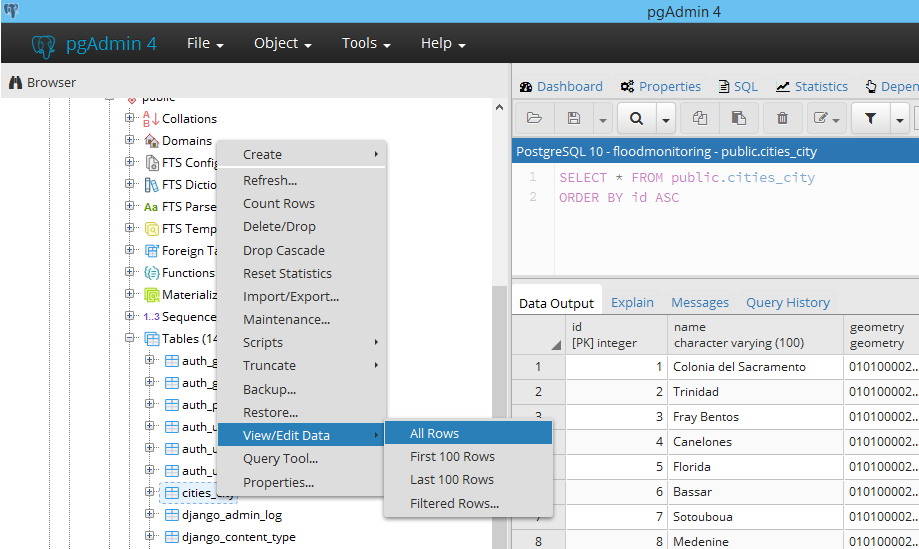 pgAdmin 4
pgAdmin 4
File
Object
Tools
Help
Browser
public
Collations
Domains
FTS Config
FTS Dictio
FTS Parse
FTS Temp
Foreign Ta
Functions
Materializ
1..3 Sequence
Tables (14
auth_g
auth_g
auth_p
auth_u
auth_u
auth_u
cities_city
django_admin_log
django_content_type
Create
Refresh...
Count Rows
Delete/Drop
Drop Cascade
Reset Statistics
Import/Export...
Maintenance...
Scripts
Truncate
Backup...
Restore...
View/Edit Data
Query Tool...
Properties...
All Rows
First 100 Rows
Last 100 Rows
Filtered Rows...
Dashboard
Properties
SQL
Statistics
Depen
PostgreSQL 10 - floodmonitoring - public.cities_city
1 SELECT * FROM public.cities_city
2 ORDER BY id ASC
Data Output
Explain
Messages
Query History
id name geometry
[PK] integer character varying (100) geometry
1 1 Colonia del Sacramento 010100002...
2 2 Trinidad 010100002...
3 3 Fray Bentos 010100002...
4 4 Canelones 010100002...
5 5 Florida 010100002...
6 6 Bassar 010100002...
7 7 Sotouboua 010100002...
8 8 Medenine 010100002...